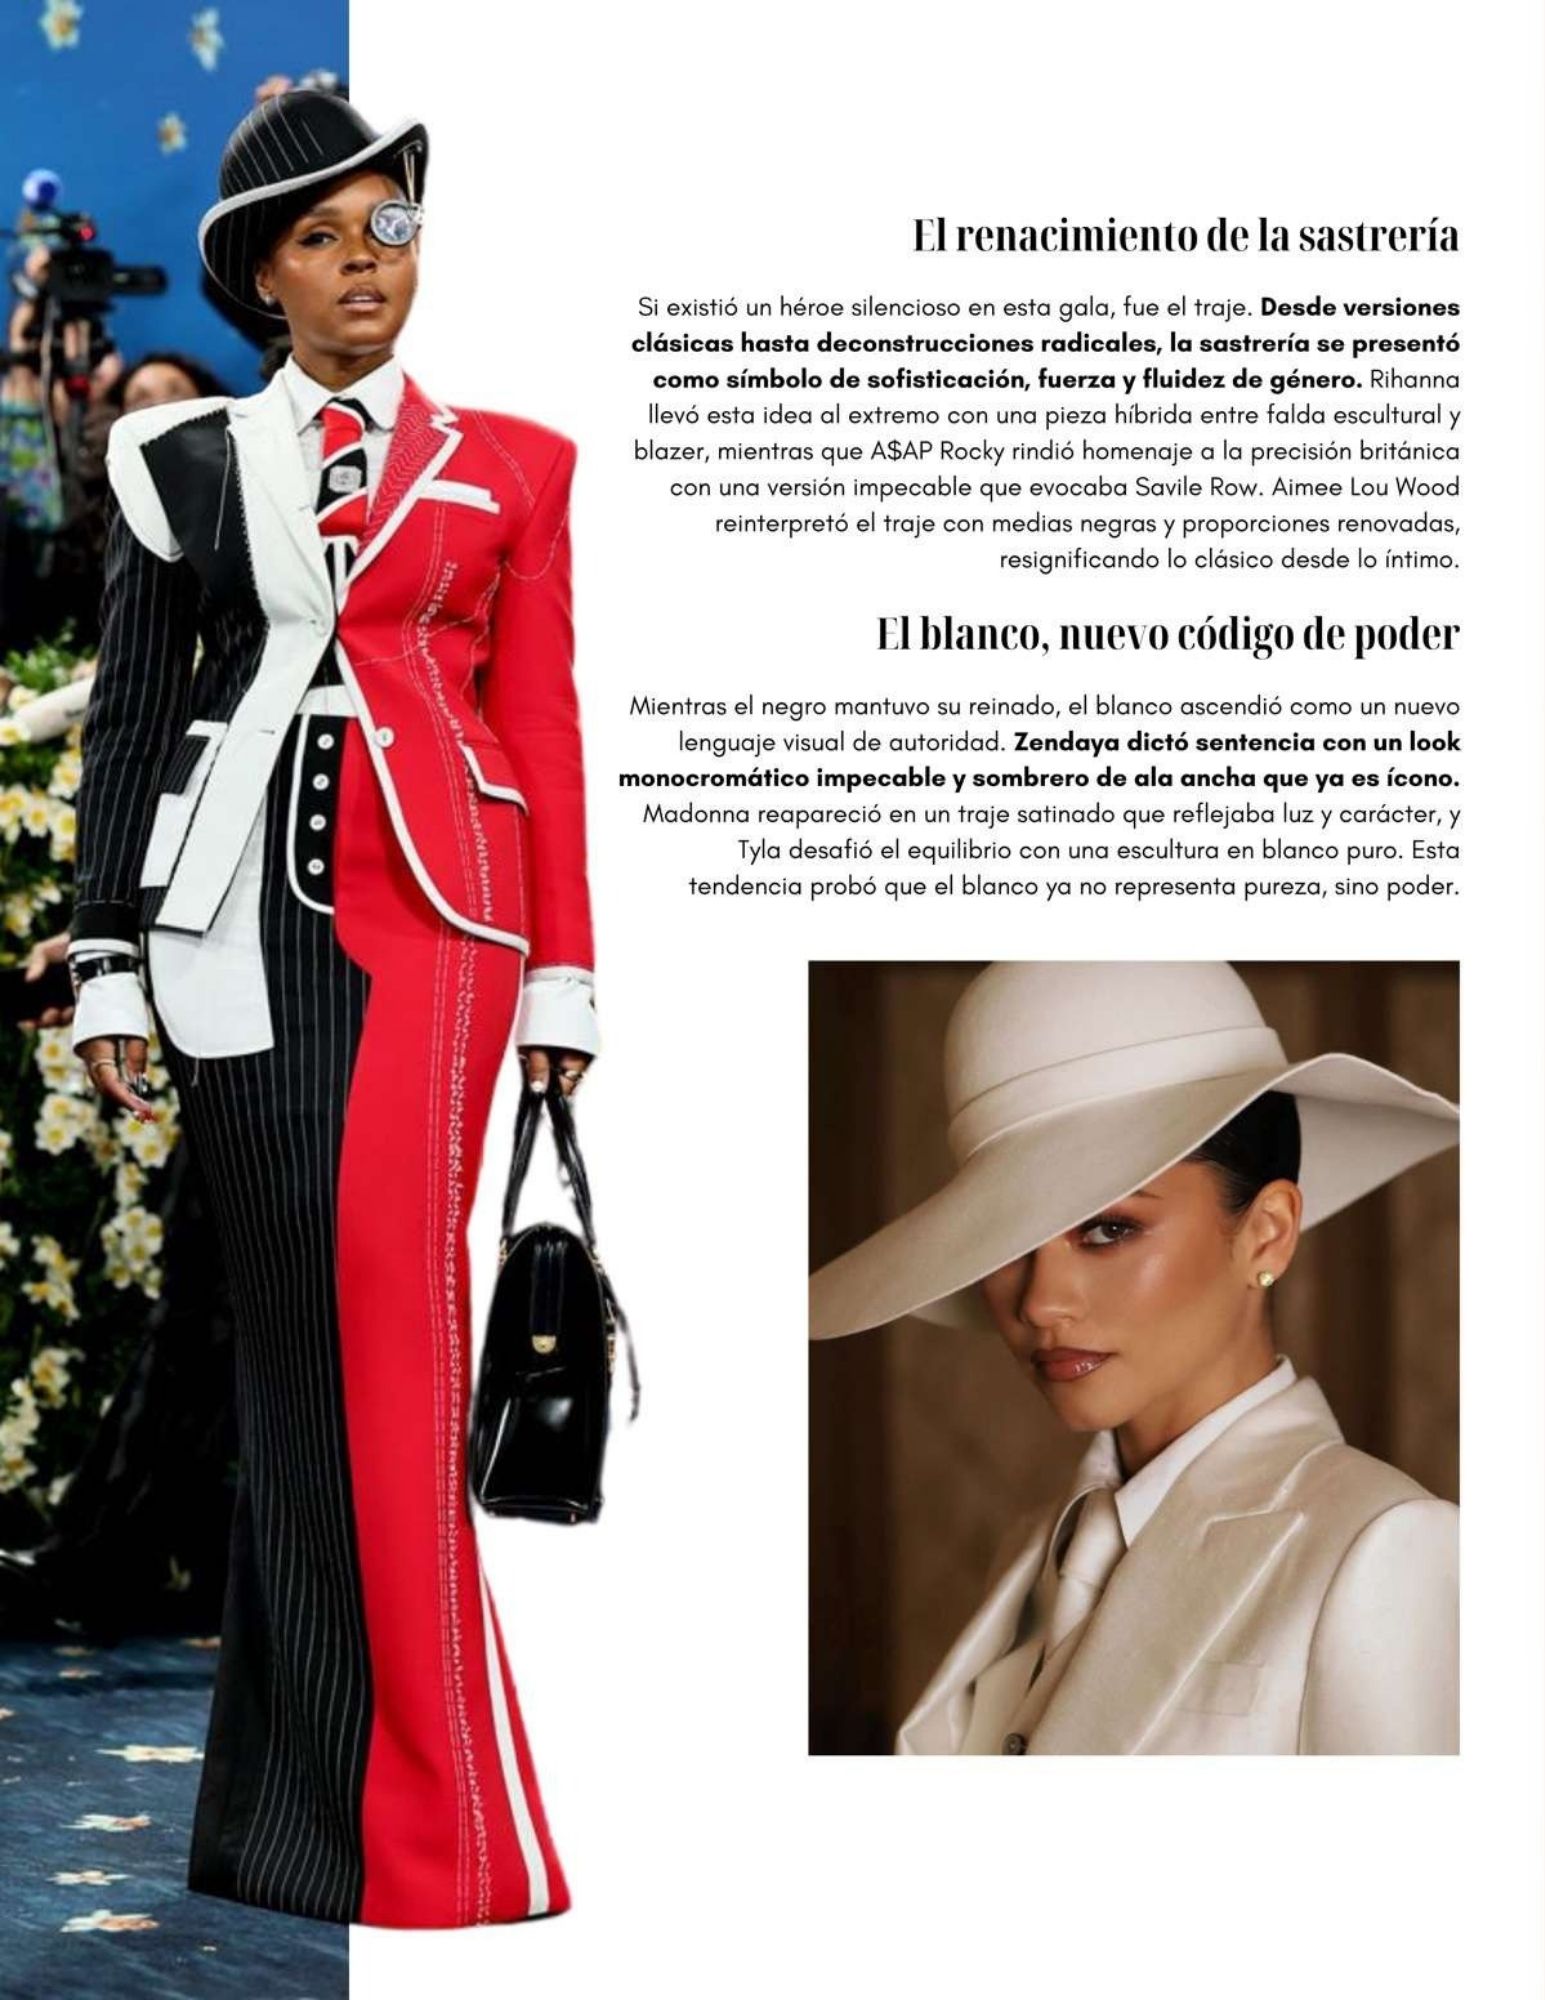 El renacimiento de la sastrería
Si existió un héroe silencioso en esta gala, fue el traje. Desde versiones
clásicas hasta deconstrucciones radicales, la sastrería se presentó
como símbolo de sofisticación, fuerza y fluidez de género. Rihanna
llevó esta idea al extremo con una pieza híbrida entre falda escultural y
blazer, mientras que A$AP Rocky rindió homenaje a la precisión británica
con una versión impecable que evocaba Savile Row. Aimee Lou Wood
reinterpretó el traje con medias negras y proporciones renovadas,
resignificando lo clásico desde lo íntimo.
El blanco, nuevo código de poder
Mientras el negro mantuvo su reinado, el blanco ascendió como un nuevo
lenguaje visual de autoridad. Zendaya dictó sentencia con un look
monocromático impecable y sombrero de ala ancha que ya es ícono.
Madonna reapareció en un traje satinado que reflejaba luz y carácter, y
Tyla desafió el equilibrio con una escultura en blanco puro. Esta
tendencia probó que el blanco ya no representa pureza, sino poder.